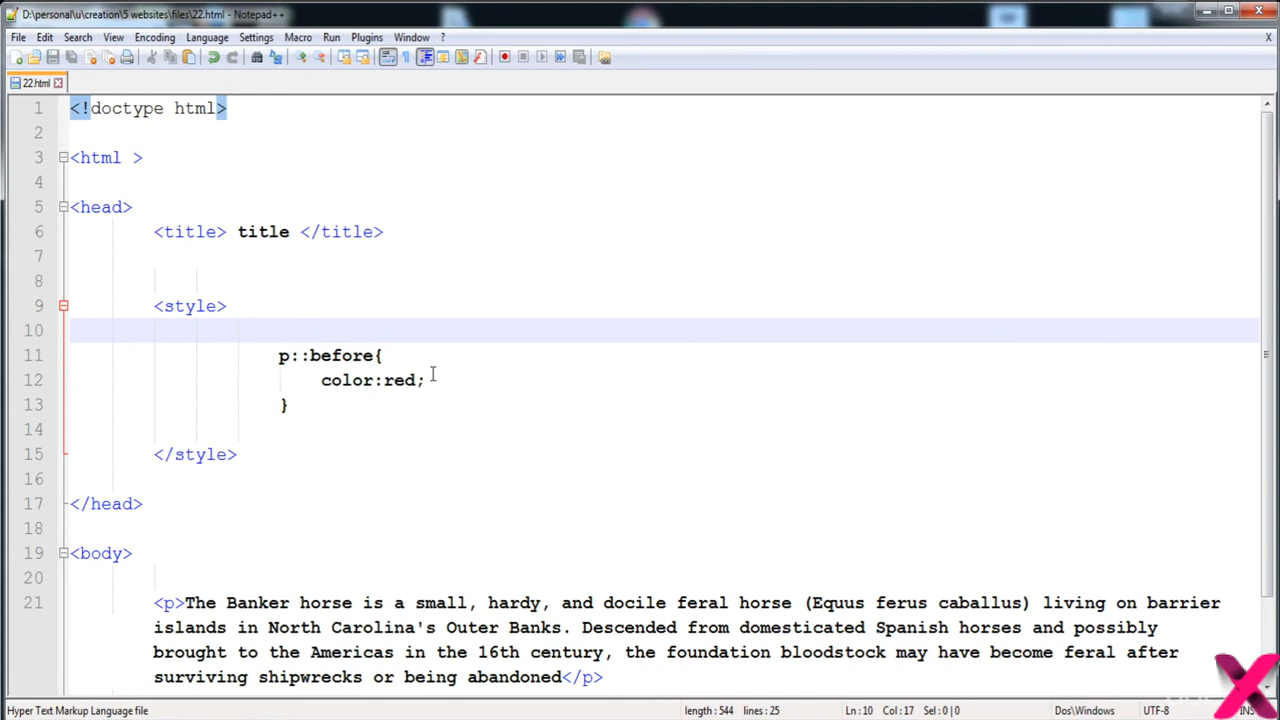 D:\personal\u\creation\5 websites\files\22.html - Notepad++
File Edit Search View Encoding Language Settings Macro Run Plugins Window ? X
22.html
1 <!doctype html>
2
3 <html >
4
5 <head>
6 <title> title </title>
7
8
9 <style>
10
11 p::before{
12 color:red;
13 }
14
15 </style>
16
17 </head>
18
19 <body>
20
21 <p>The Banker horse is a small, hardy, and docile feral horse (Equus ferus caballus) living on barrier
islands in North Carolina's Outer Banks. Descended from domesticated Spanish horses and possibly
brought to the Americas in the 16th century, the foundation bloodstock may have become feral after
surviving shipwrecks or being abandoned</p>
Hyper Text Markup Language file length : 544 lines : 25 Ln : 10 Col : 17 Sel : 0 | 0 Dos\Windows UTF-8 INS